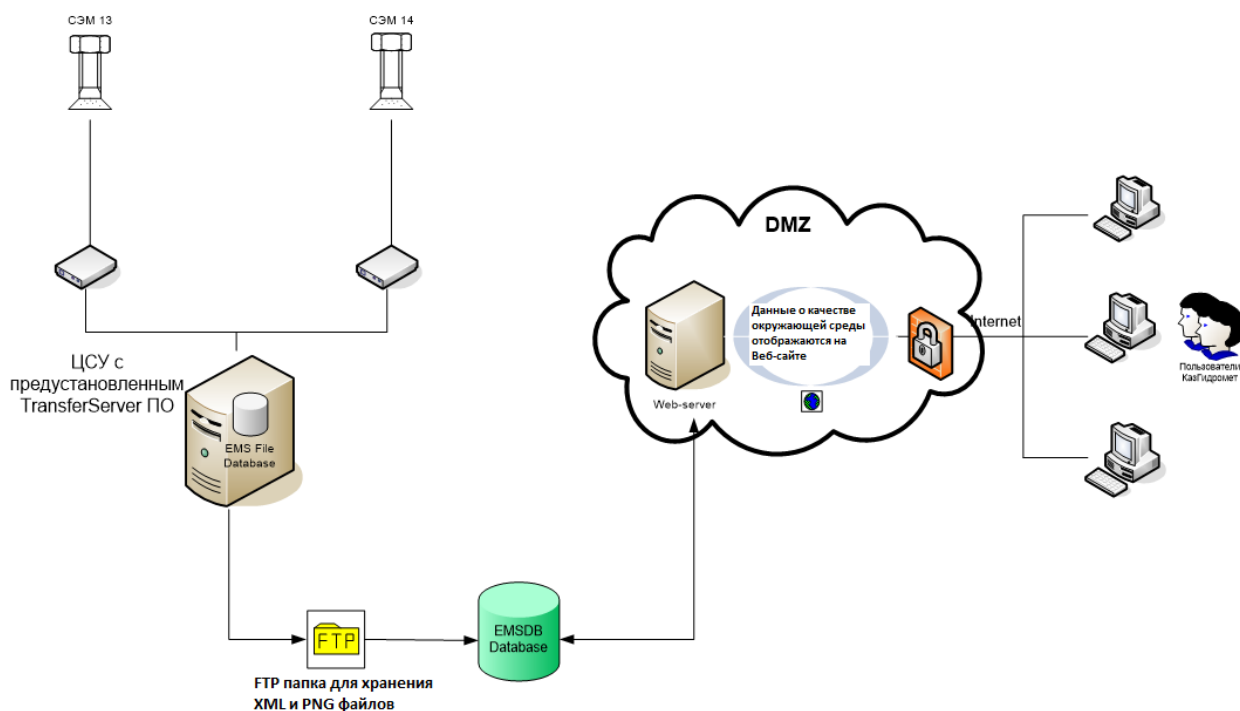 СЭМ 13
СЭМ 14
ЦСУ с
предустановленным
TransferServer ПО
EMS File
Database
FTP
FTP папка для хранения
XML и PNG файлов
EMSDB
Database
DMZ
Web-server
Данные о качестве
окружающей среды
отображаются на
Веб-сайте
Internet
Пользователи
КазГидромет